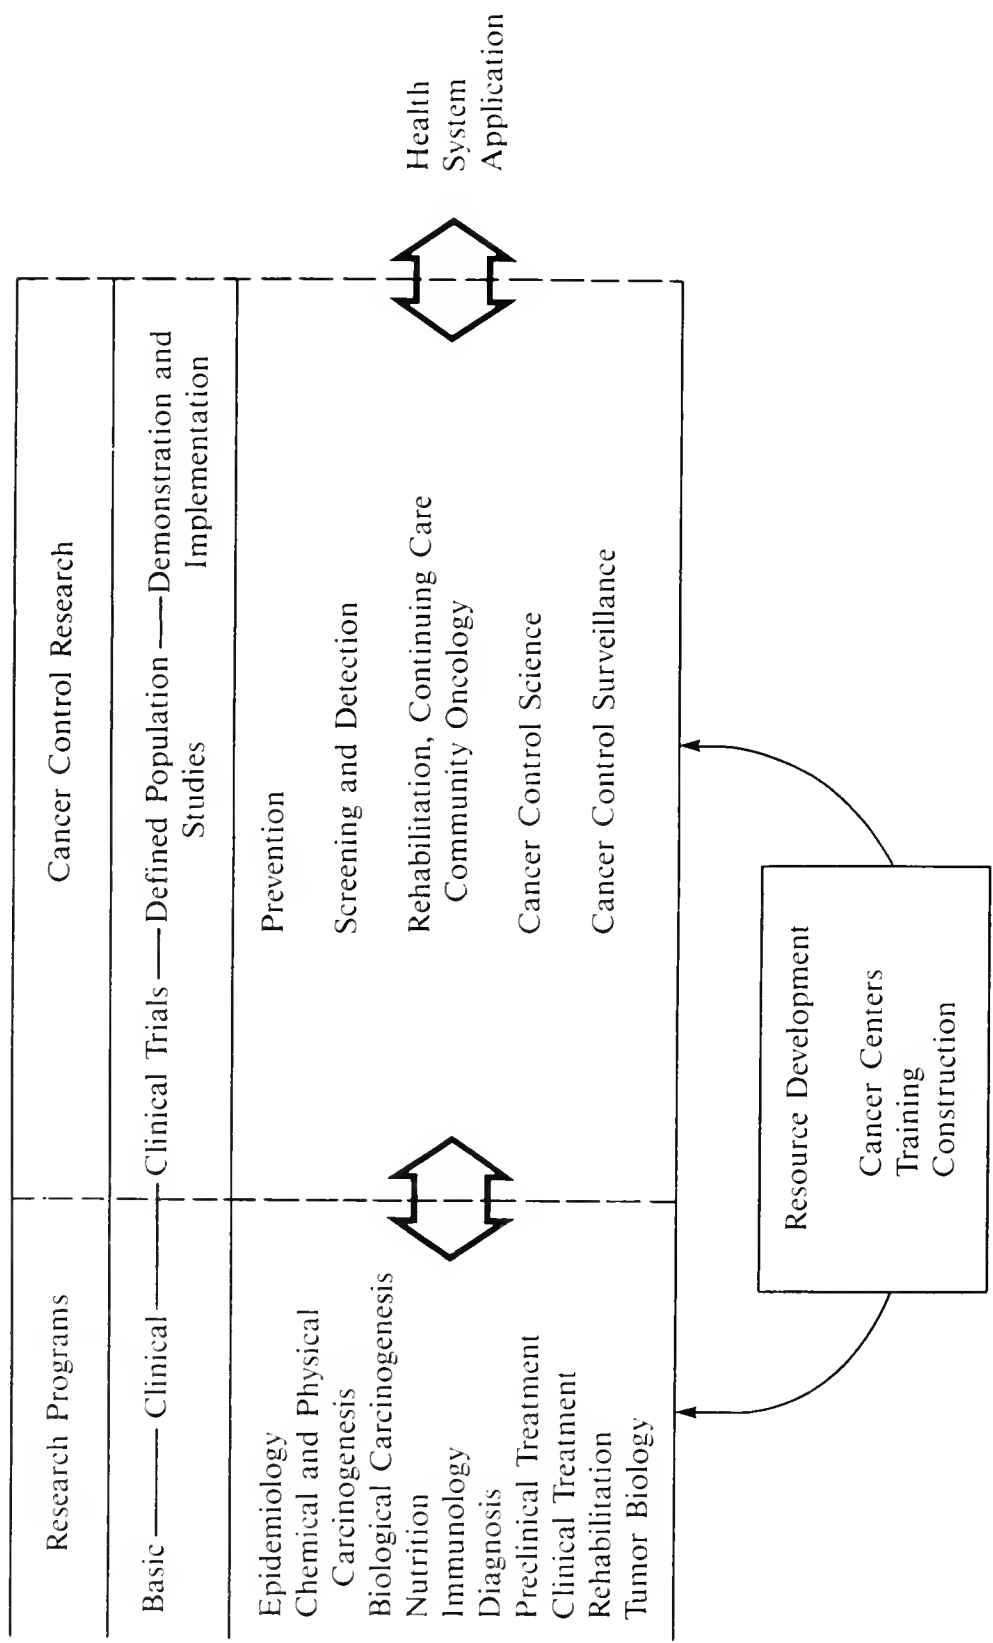 Research Programs
Cancer Control Research
Basic — Clinical — Clinical Trials — Defined Population — Demonstration and
Studies
Implementation
Epidemiology
Chemical and Physical
Carcinogenesis
Biological Carcinogenesis
Nutrition
Immunology
Diagnosis
Preclinical Treatment
Clinical Treatment
Rehabilitation
Tumor Biology
Prevention
Screening and Detection
Rehabilitation, Continuing Care
Community Oncology
Cancer Control Science
Cancer Control Surveillance
Health
System
Application
Resource Development
Cancer Centers
Training
Construction